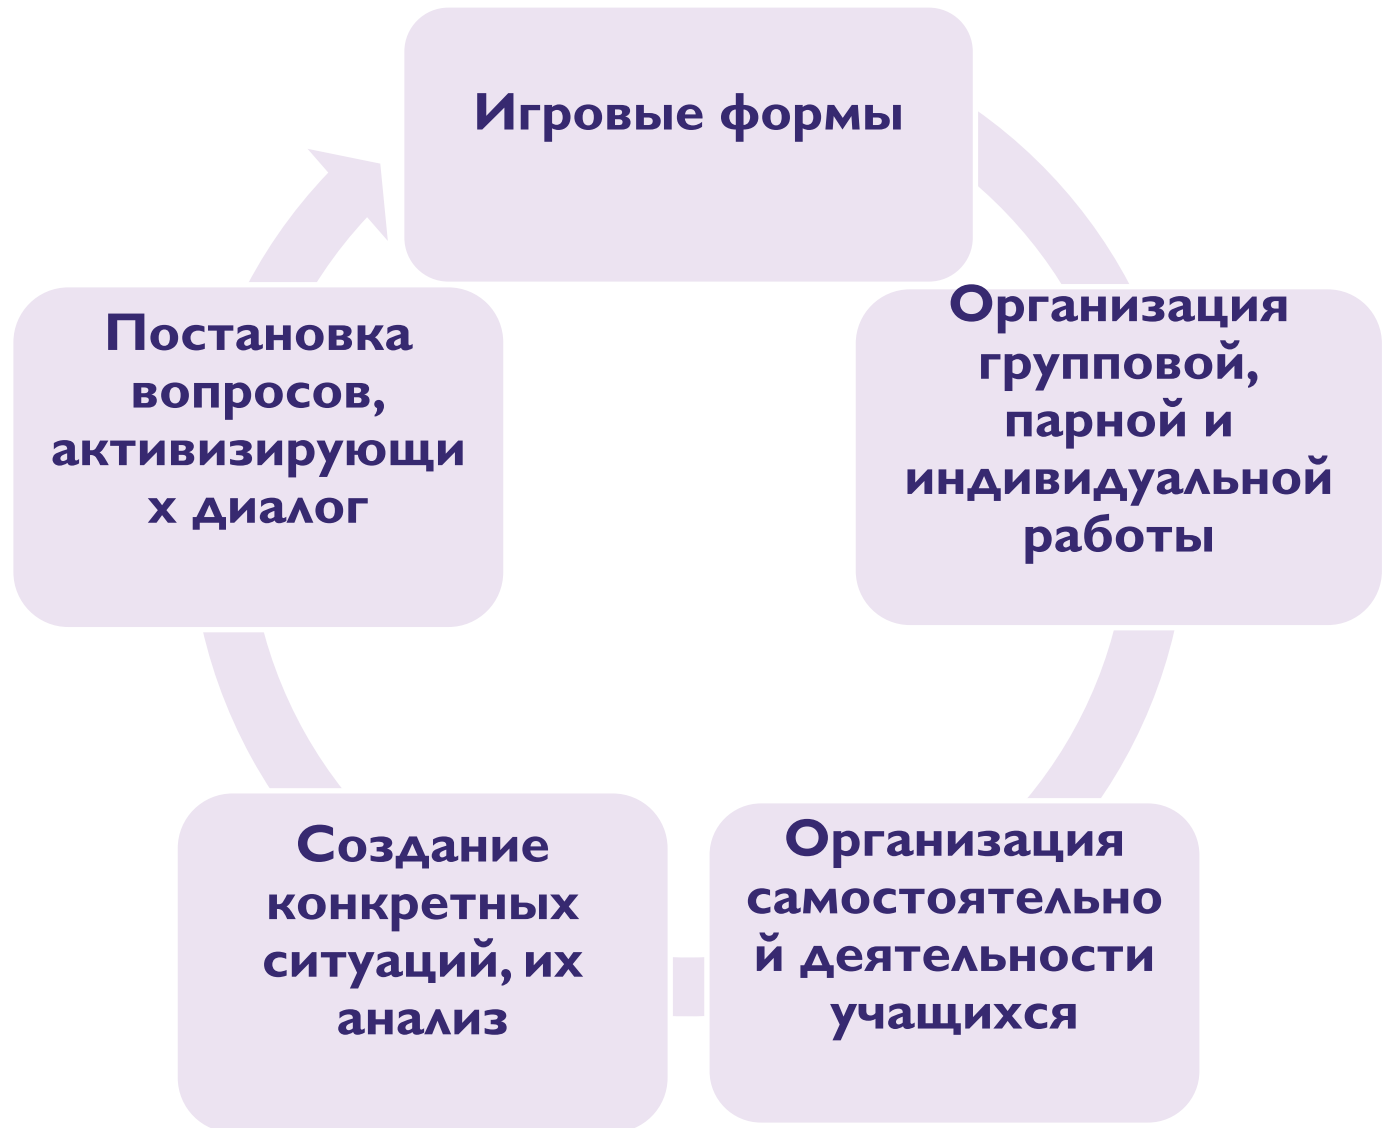 Игровые формы
Организация
групповой,
парной и
индивидуальной
работы
Организация
самостоятельно
й деятельности
учащихся
Создание
конкретных
ситуаций, их
анализ
Постановка
вопросов,
активизирующи
х диалог